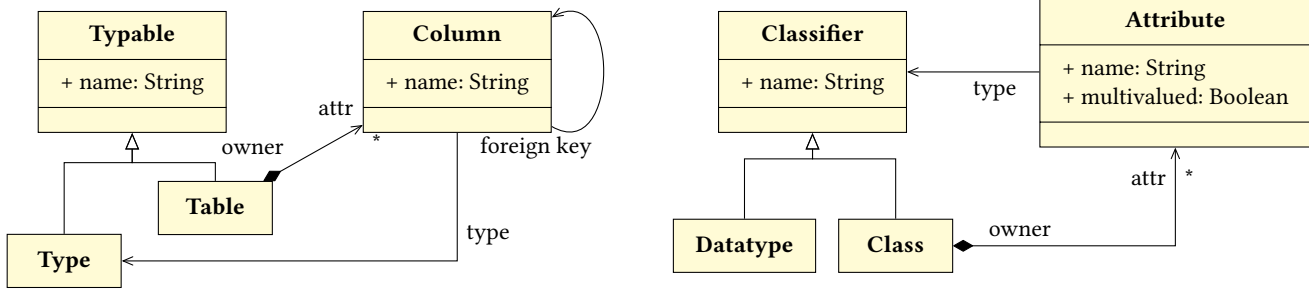 Typable
+ name: String
Column
+ name: String
attr
*
owner
foreign key
Table
type
Type
Classifier
+ name: String
Attribute
+ name: String
+ multivalued: Boolean
type
attr
*
owner
Datatype
Class